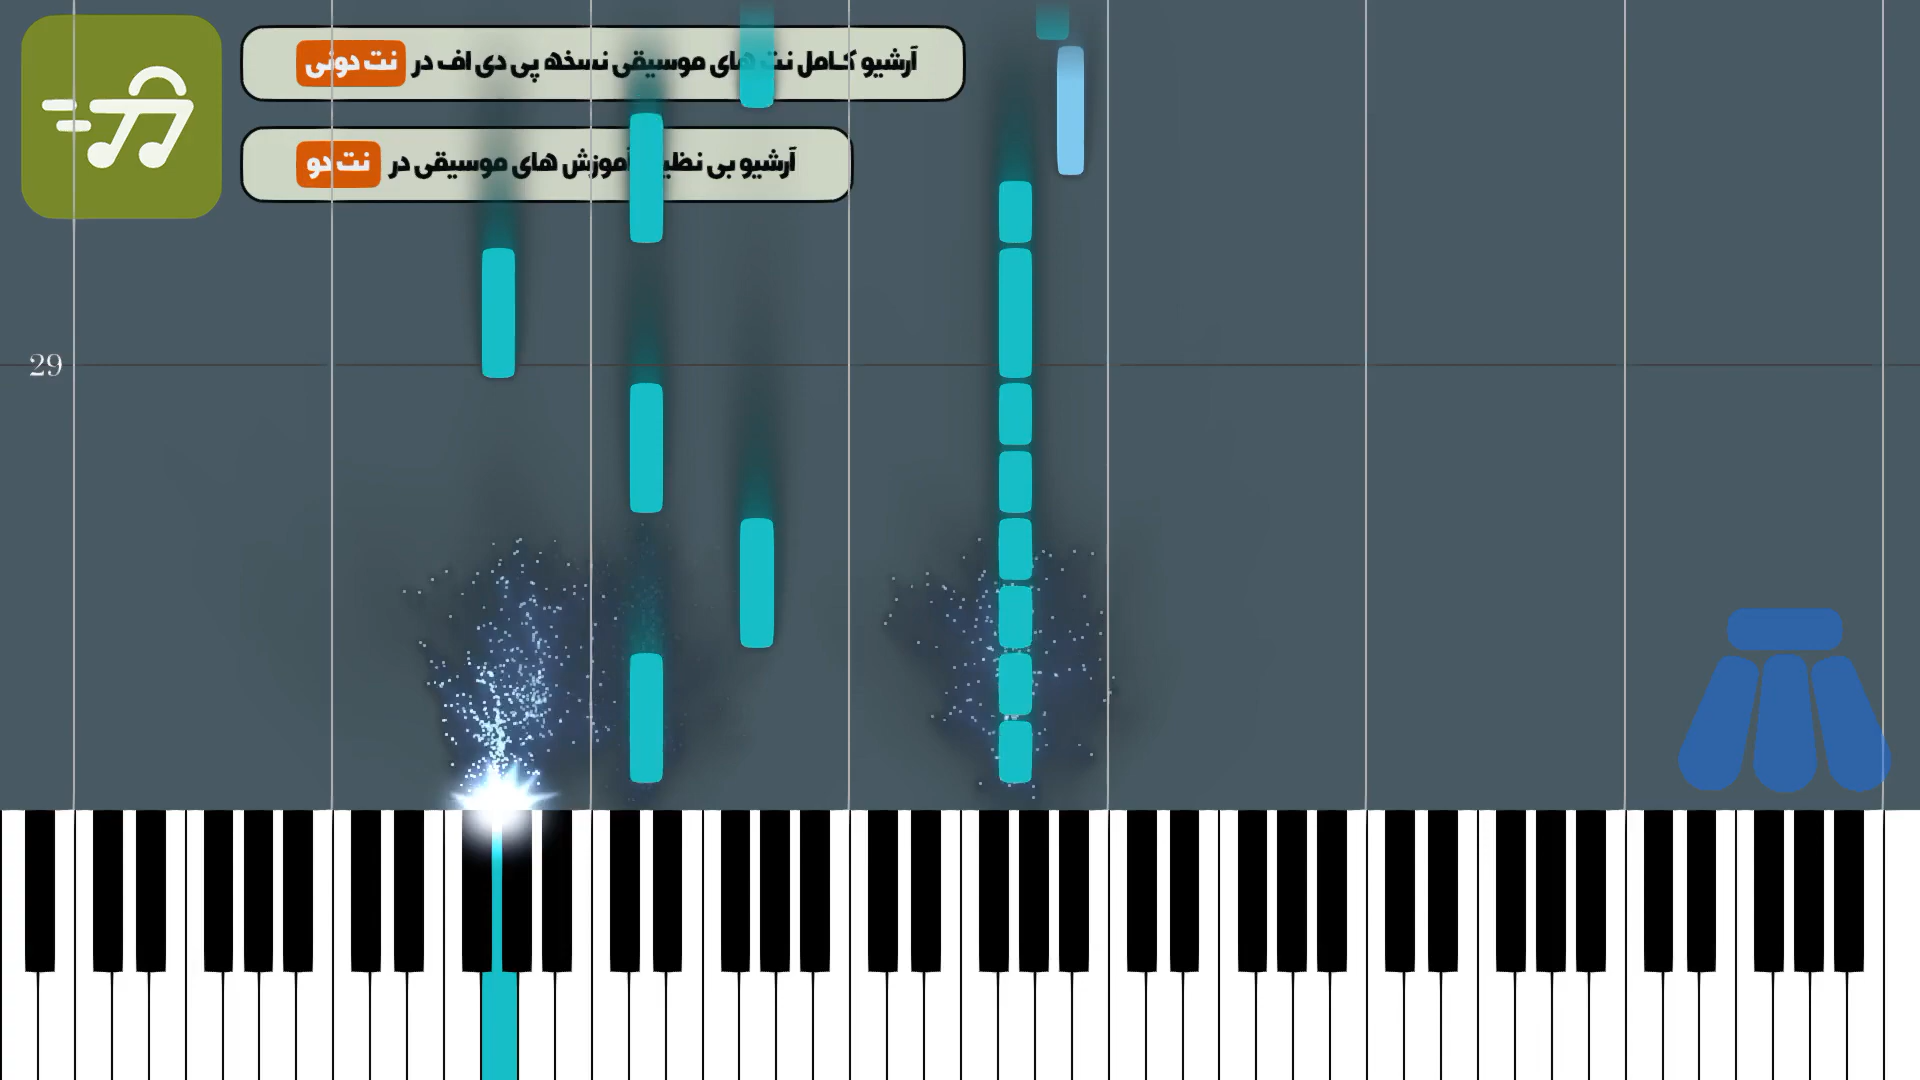 آرشیو کامل نت های موسیقی نسخه پی دی اف در نت دونی
آرشیو بی نظیر آموزش های موسیقی در نت دو
29